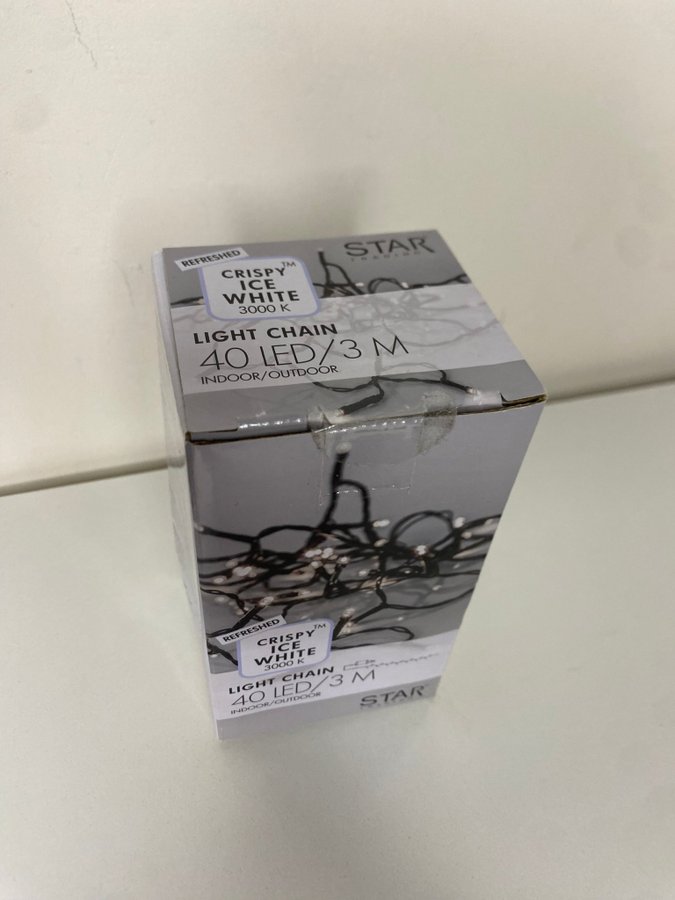 REFRESHED
CRISPY™
ICE
WHITE
3000 K
STAR
TRADING
LIGHT CHAIN
40 LED/3 M
INDOOR/OUTDOOR
REFRESHED
CRISPY™
ICE
WHITE
3000 K
LIGHT CHAIN
40 LED/3 M
INDOOR/OUTDOOR
STAR